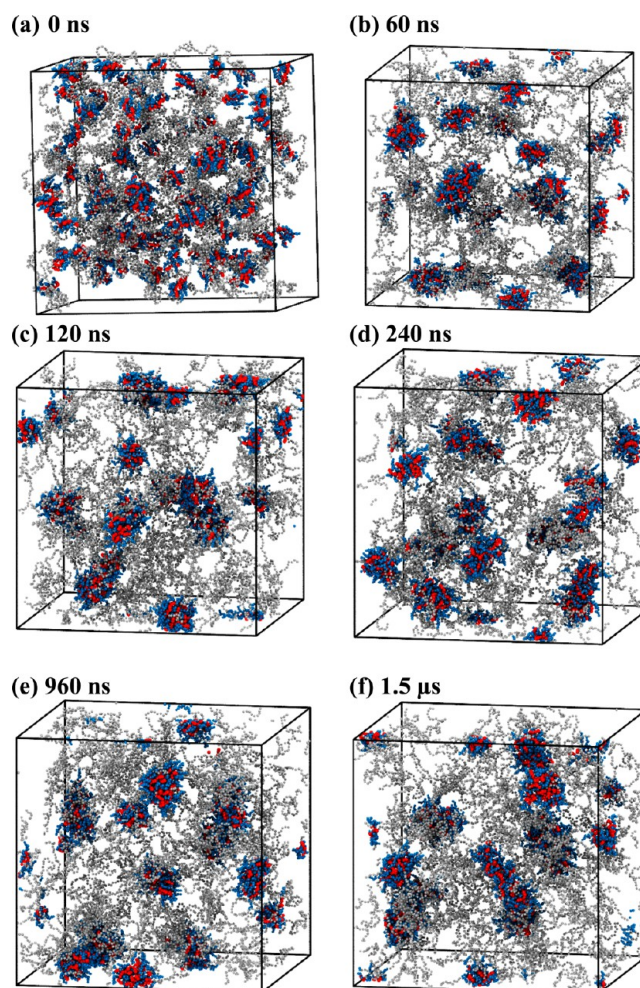 (a) 0 ns
(b) 60 ns
(c) 120 ns
(d) 240 ns
(e) 960 ns
(f) 1.5 μs